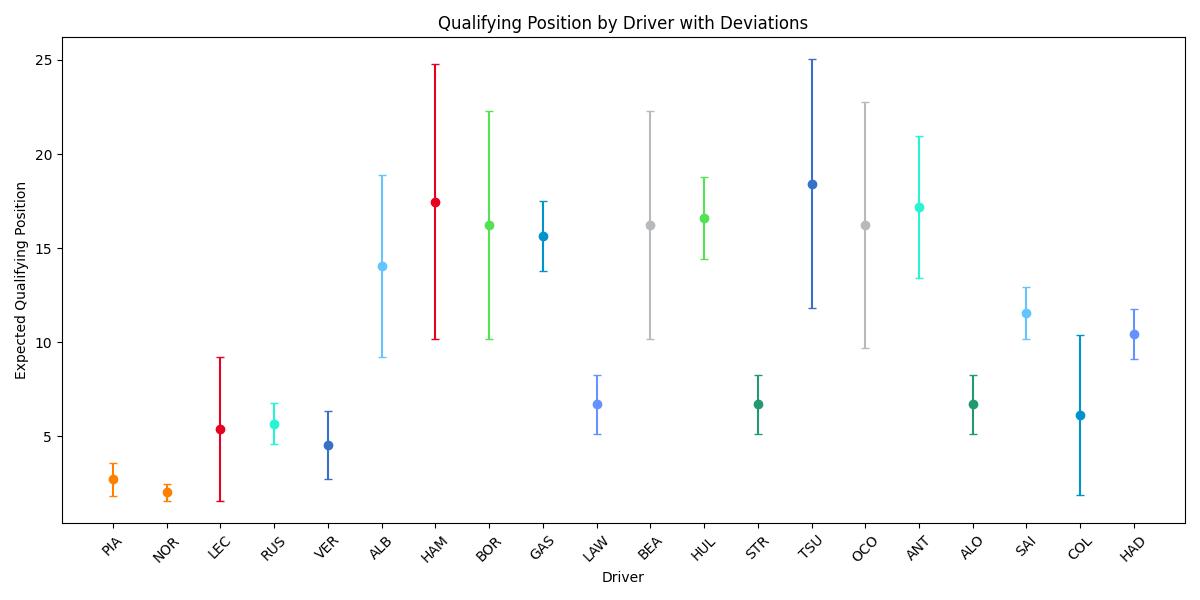 Qualifying Position by Driver with Deviations
Expected Qualifying Position
25
20
15
10
5
PIA
NOR
LEC
RUS
VER
ALB
HAM
BOR
GAS
LAW
BEA
HUL
STR
TSU
OCO
ANT
ALO
SAI
COL
HAD
Driver